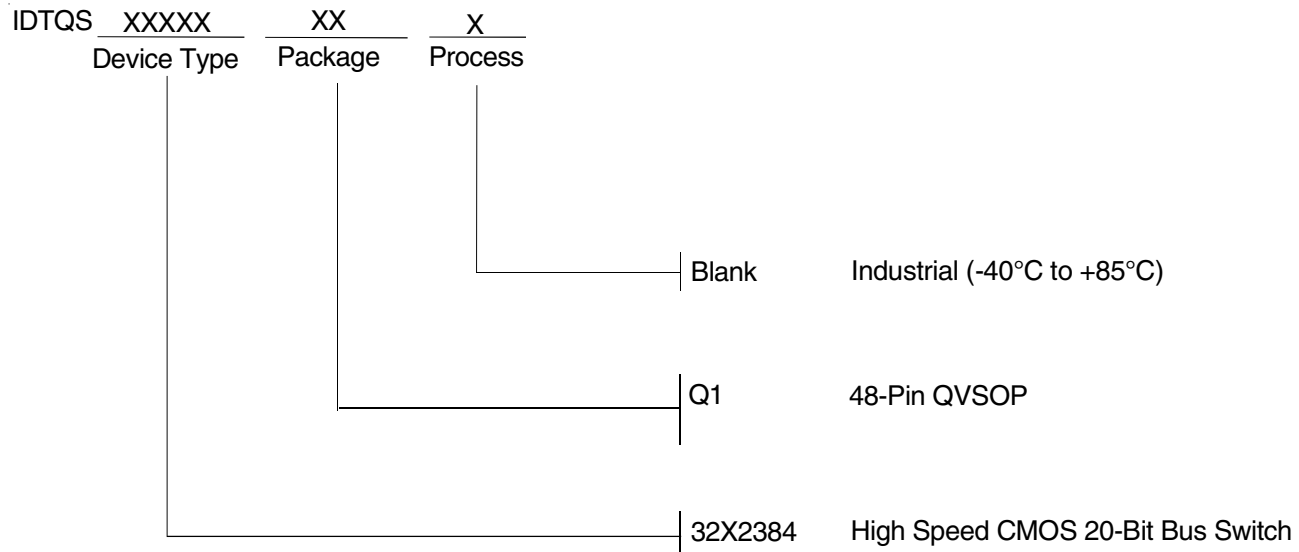 IDTQS XXXXX XX X
Device Type Package Process
Blank Industrial (-40°C to +85°C)
Q1 48-Pin QVSOP
32X2384 High Speed CMOS 20-Bit Bus Switch